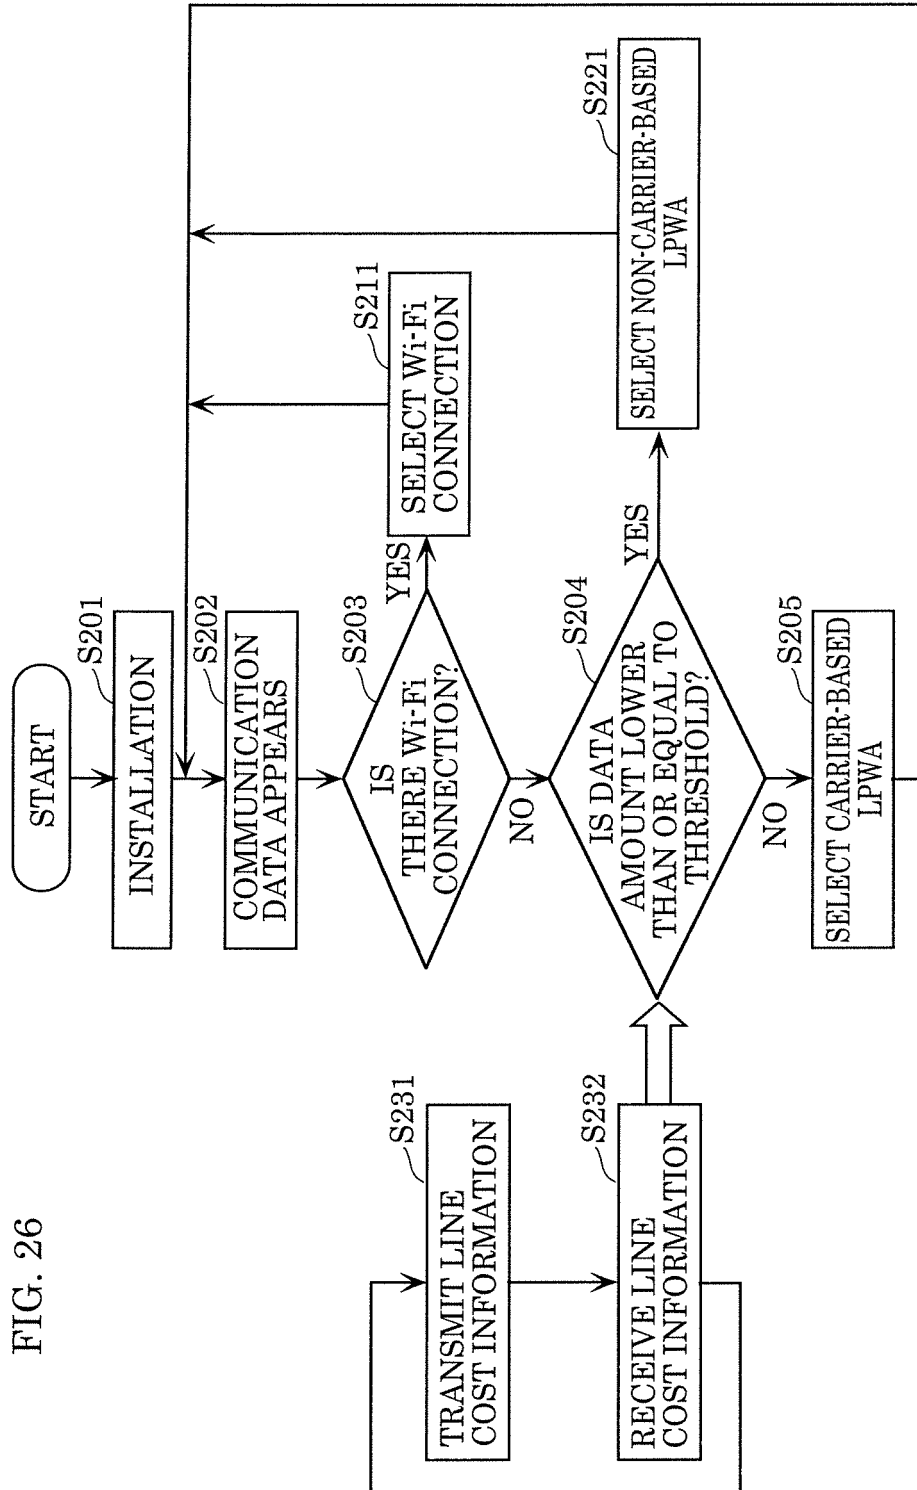 FIG. 26
START
S201
INSTALLATION
S202
COMMUNICATION
DATA APPEARS
S203
IS
THERE Wi-Fi
CONNECTION?
YES
S211
SELECT Wi-Fi
CONNECTION
NO
S204
IS DATA
AMOUNT LOWER
THAN OR EQUAL TO
THRESHOLD?
YES
S221
SELECT NON-CARRIER-BASED
LPWA
NO
S205
SELECT CARRIER-BASED
LPWA
S231
TRANSMIT LINE
COST INFORMATION
S232
RECEIVE LINE
COST INFORMATION